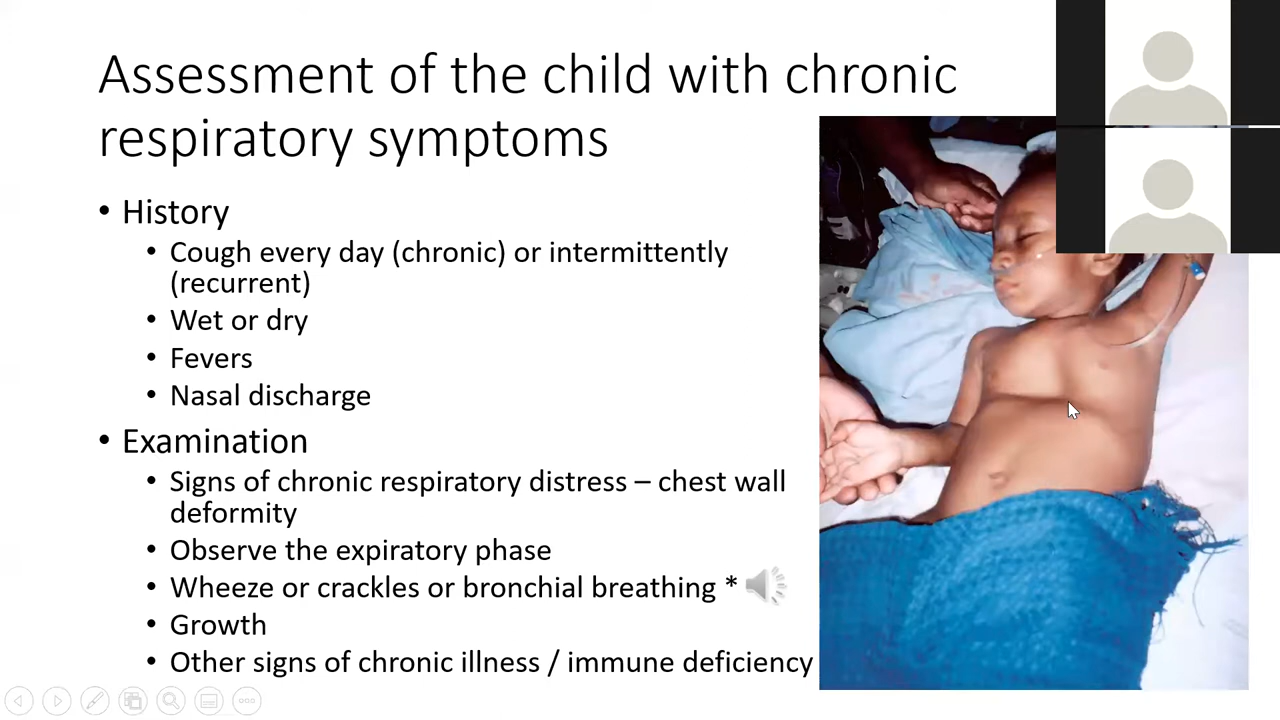 Assessment of the child with chronic
respiratory symptoms
• History
• Cough every day (chronic) or intermittently
(recurrent)
• Wet or dry
• Fevers
• Nasal discharge
• Examination
• Signs of chronic respiratory distress – chest wall
deformity
• Observe the expiratory phase
• Wheeze or crackles or bronchial breathing *
• Growth
• Other signs of chronic illness / immune deficiency